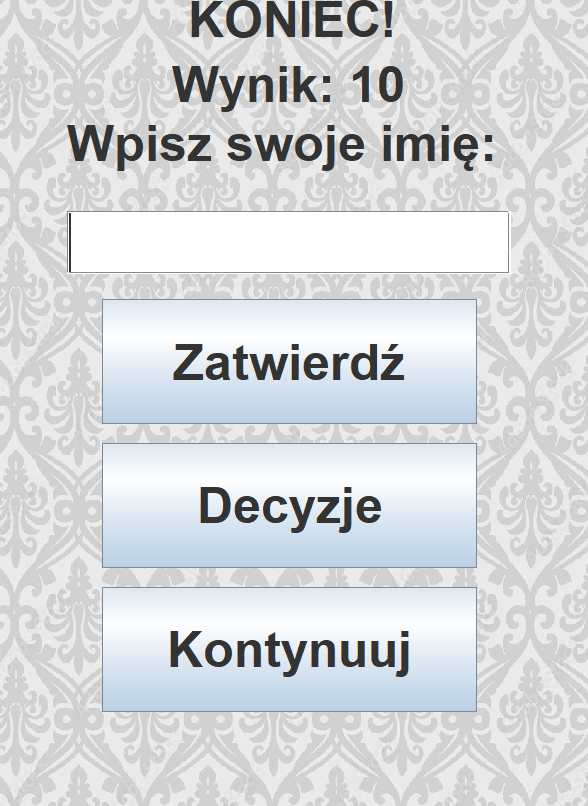 KONIEC!
Wynik: 10
Wpisz swoje imię:
Zatwierdź
Decyzje
Kontynuuj